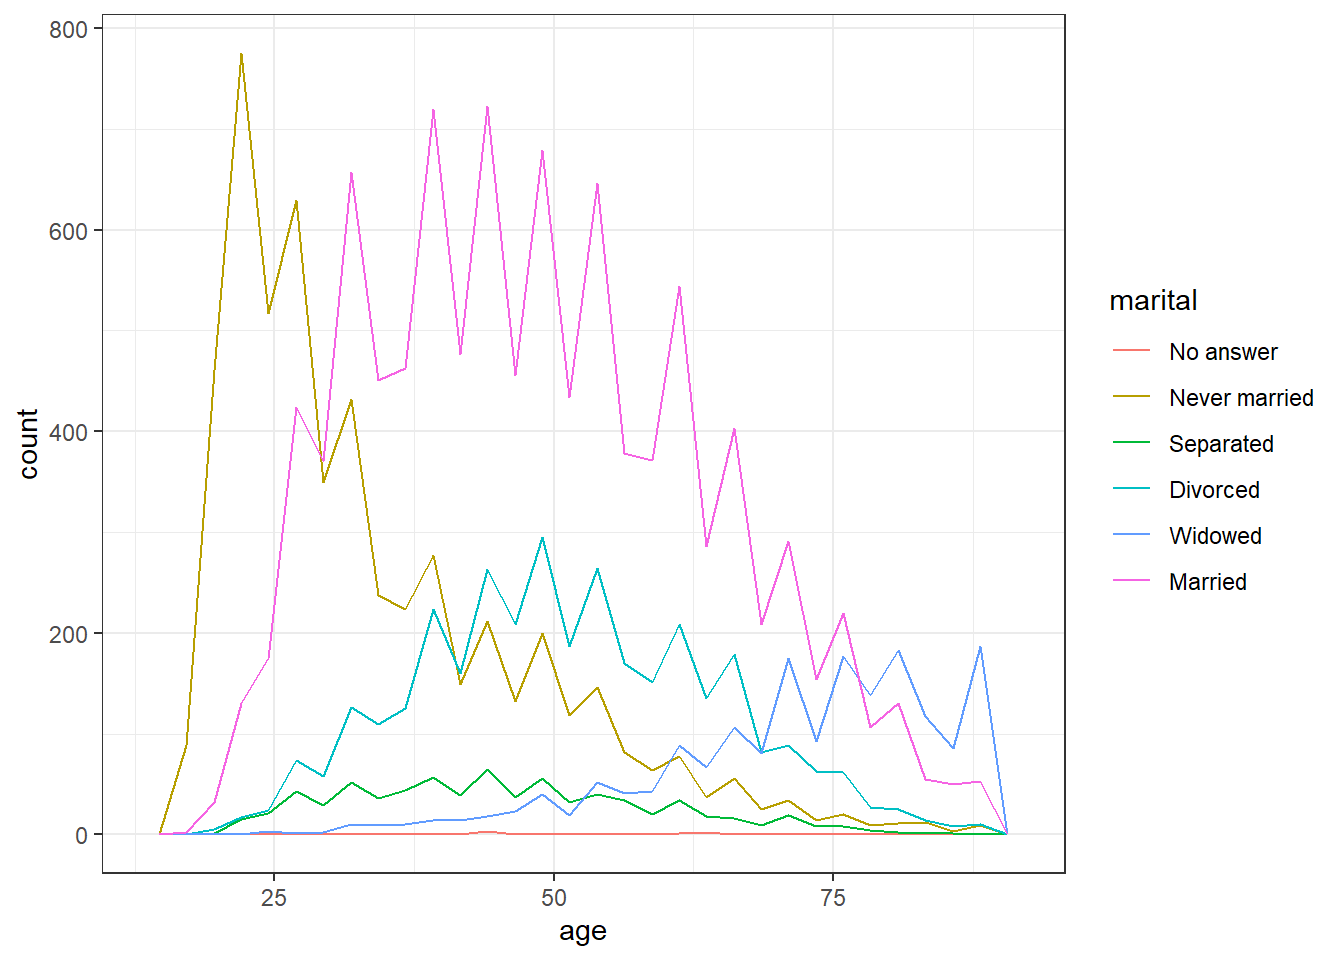 800
600
400
200
0
count
25
50
75
age
marital
No answer
Never married
Separated
Divorced
Widowed
Married